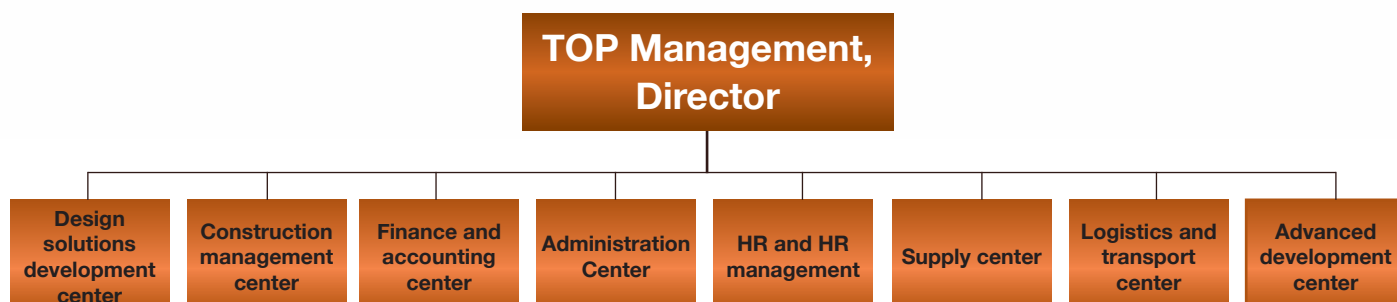 TOP Management,
Director
Design
solutions
development
center
Construction
management
center
Finance and
accounting
center
Administration
Center
HR and HR
management
Supply center
Logistics and
transport
center
Advanced
development
center